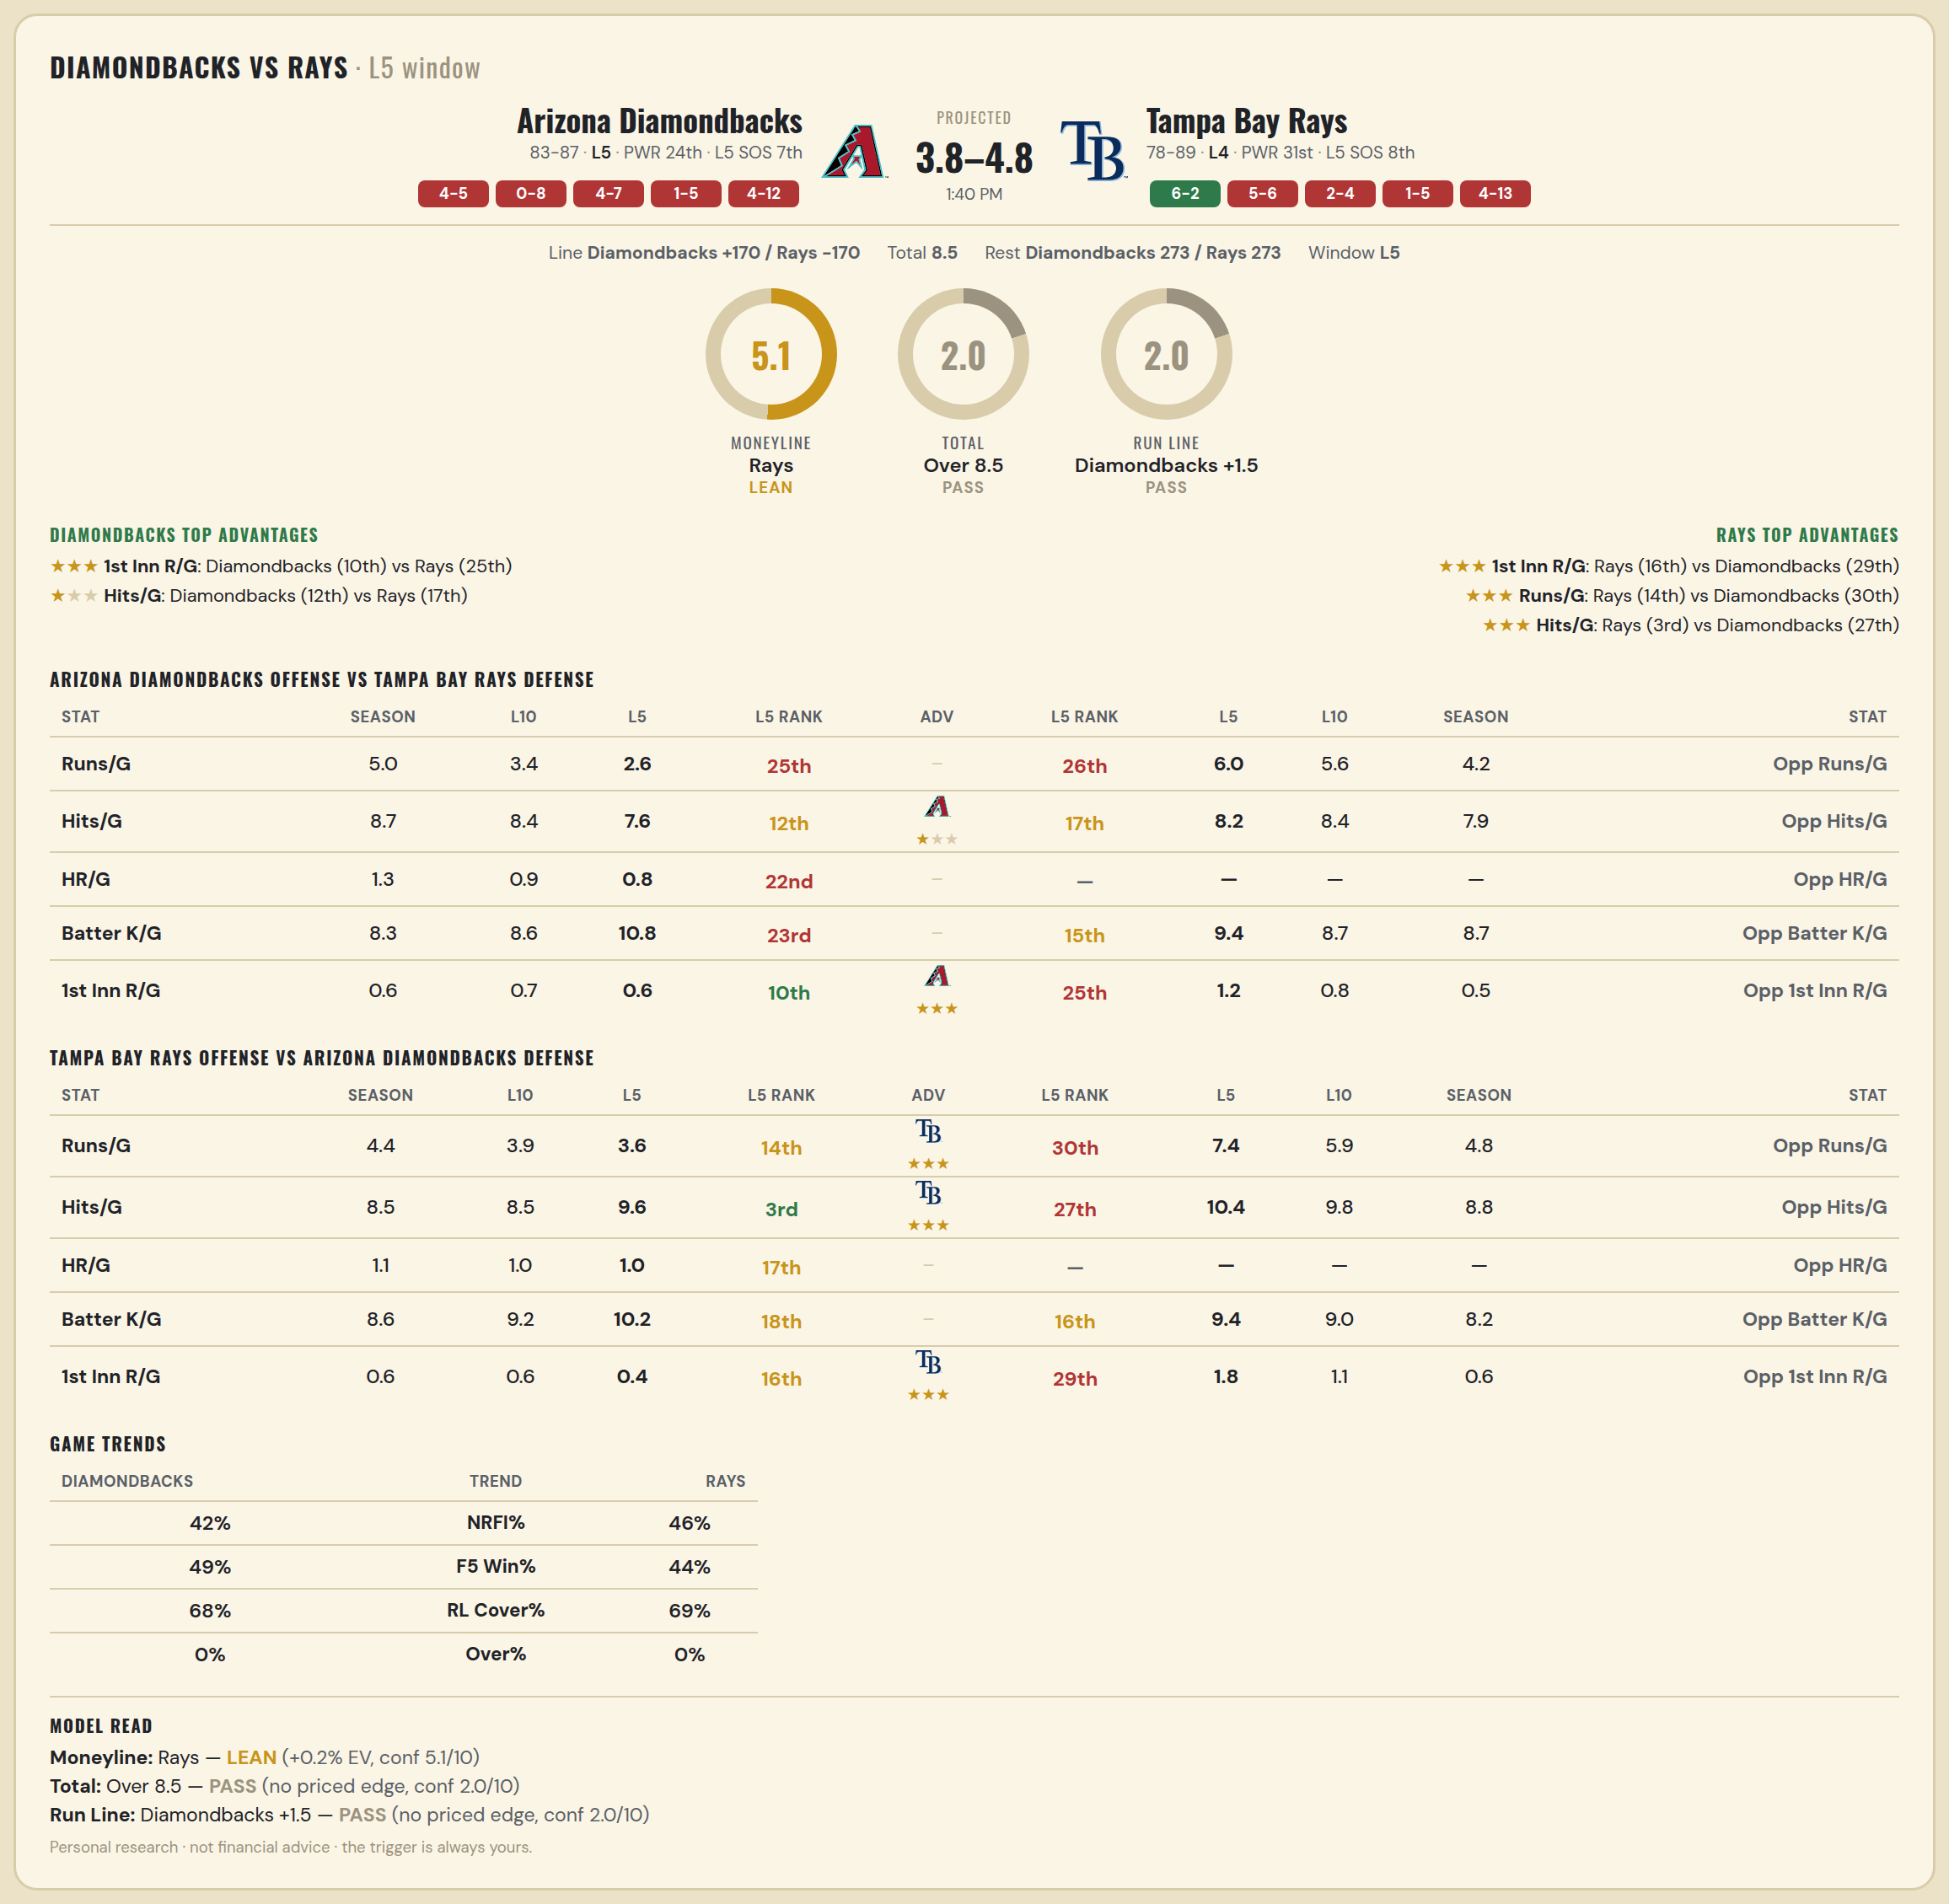 DIAMONDBACKS VS RAYS · L5 window
Arizona Diamondbacks
83–87 · L5 · PWR 24th · L5 SOS 7th
4-5 0-8 4-7 1-5 4-12
A
PROJECTED
3.8–4.8
1:40 PM
TB
Tampa Bay Rays
78–89 · L4 · PWR 31st · L5 SOS 8th
6-2 5-6 2-4 1-5 4-13
Line Diamondbacks +170 / Rays −170 Total 8.5 Rest Diamondbacks 273 / Rays 273 Window L5
5.1 2.0 2.0
MONEYLINE TOTAL RUN LINE
Rays Over 8.5 Diamondbacks +1.5
LEAN PASS PASS
DIAMONDBACKS TOP ADVANTAGES
★★★ 1st Inn R/G: Diamondbacks (10th) vs Rays (25th)
★★★ Hits/G: Diamondbacks (12th) vs Rays (17th)
RAYS TOP ADVANTAGES
★★★ 1st Inn R/G: Rays (16th) vs Diamondbacks (29th)
★★★ Runs/G: Rays (14th) vs Diamondbacks (30th)
★★★ Hits/G: Rays (3rd) vs Diamondbacks (27th)
ARIZONA DIAMONDBACKS OFFENSE VS TAMPA BAY RAYS DEFENSE
STAT SEASON L10 L5 L5 RANK ADV L5 RANK L5 L10 SEASON STAT
Runs/G 5.0 3.4 2.6 25th — 26th 6.0 5.6 4.2 Opp Runs/G
Hits/G 8.7 8.4 7.6 12th A ★★★ 17th 8.2 8.4 7.9 Opp Hits/G
HR/G 1.3 0.9 0.8 22nd — — — — — Opp HR/G
Batter K/G 8.3 8.6 10.8 23rd — 15th 9.4 8.7 8.7 Opp Batter K/G
1st Inn R/G 0.6 0.7 0.6 10th A ★★★ 25th 1.2 0.8 0.5 Opp 1st Inn R/G
TAMPA BAY RAYS OFFENSE VS ARIZONA DIAMONDBACKS DEFENSE
STAT SEASON L10 L5 L5 RANK ADV L5 RANK L5 L10 SEASON STAT
Runs/G 4.4 3.9 3.6 14th TB ★★★ 30th 7.4 5.9 4.8 Opp Runs/G
Hits/G 8.5 8.5 9.6 3rd TB ★★★ 27th 10.4 9.8 8.8 Opp Hits/G
HR/G 1.1 1.0 1.0 17th — — — — — Opp HR/G
Batter K/G 8.6 9.2 10.2 18th — 16th 9.4 9.0 8.2 Opp Batter K/G
1st Inn R/G 0.6 0.6 0.4 16th TB ★★★ 29th 1.8 1.1 0.6 Opp 1st Inn R/G
GAME TRENDS
DIAMONDBACKS TREND RAYS
42% NRFI% 46%
49% F5 Win% 44%
68% RL Cover% 69%
0% Over% 0%
MODEL READ
Moneyline: Rays — LEAN (+0.2% EV, conf 5.1/10)
Total: Over 8.5 — PASS (no priced edge, conf 2.0/10)
Run Line: Diamondbacks +1.5 — PASS (no priced edge, conf 2.0/10)
Personal research · not financial advice · the trigger is always yours.